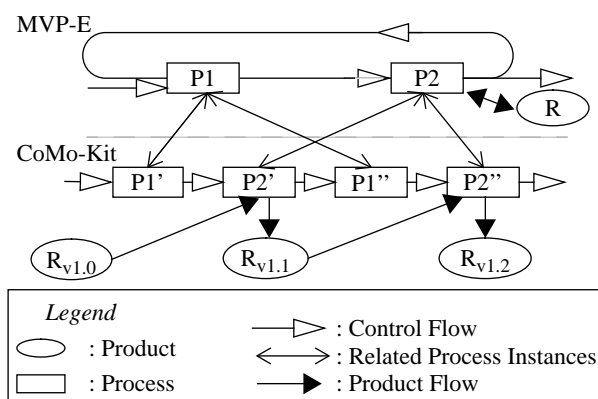 MVP-E
P1 P2
R
CoMo-Kit
P1’ P2’ P1’’ P2’’
Rv1.0 Rv1.1 Rv1.2
Legend
: Control Flow
: Product : Related Process Instances
: Process : Product Flow